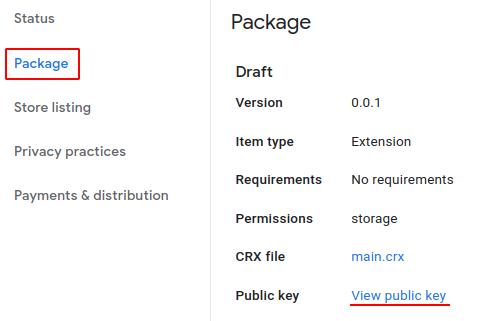 Status
Package
Store listing
Privacy practices
Payments & distribution
Package
Draft
Version 0.0.1
Item type Extension
Requirements No requirements
Permissions storage
CRX file main.crx
Public key View public key